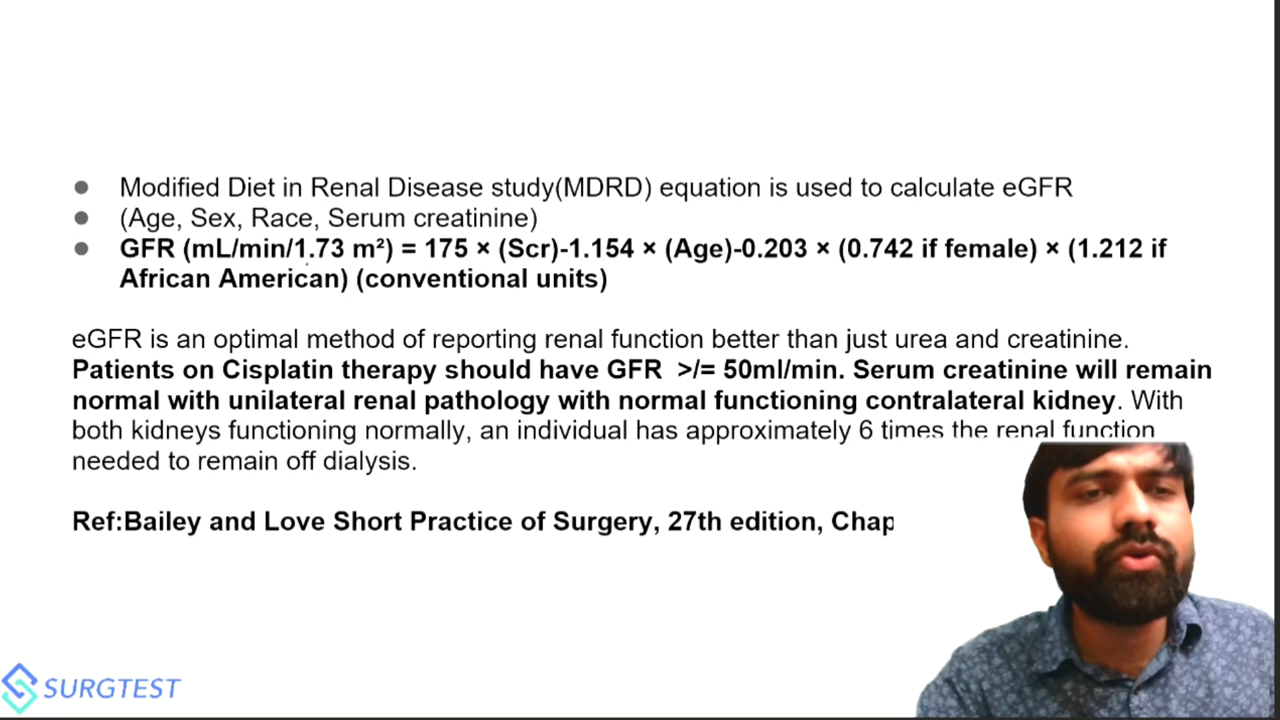 Modified Diet in Renal Disease study(MDRD) equation is used to calculate eGFR
(Age, Sex, Race, Serum creatinine)
GFR (mL/min/1.73 m²) = 175 × (Scr)-1.154 × (Age)-0.203 × (0.742 if female) × (1.212 if
African American) (conventional units)
eGFR is an optimal method of reporting renal function better than just urea and creatinine.
Patients on Cisplatin therapy should have GFR >/= 50ml/min. Serum creatinine will remain
normal with unilateral renal pathology with normal functioning contralateral kidney. With
both kidneys functioning normally, an individual has approximately 6 times the renal function
needed to remain off dialysis.
Ref:Bailey and Love Short Practice of Surgery, 27th edition, Chap
SURGTEST